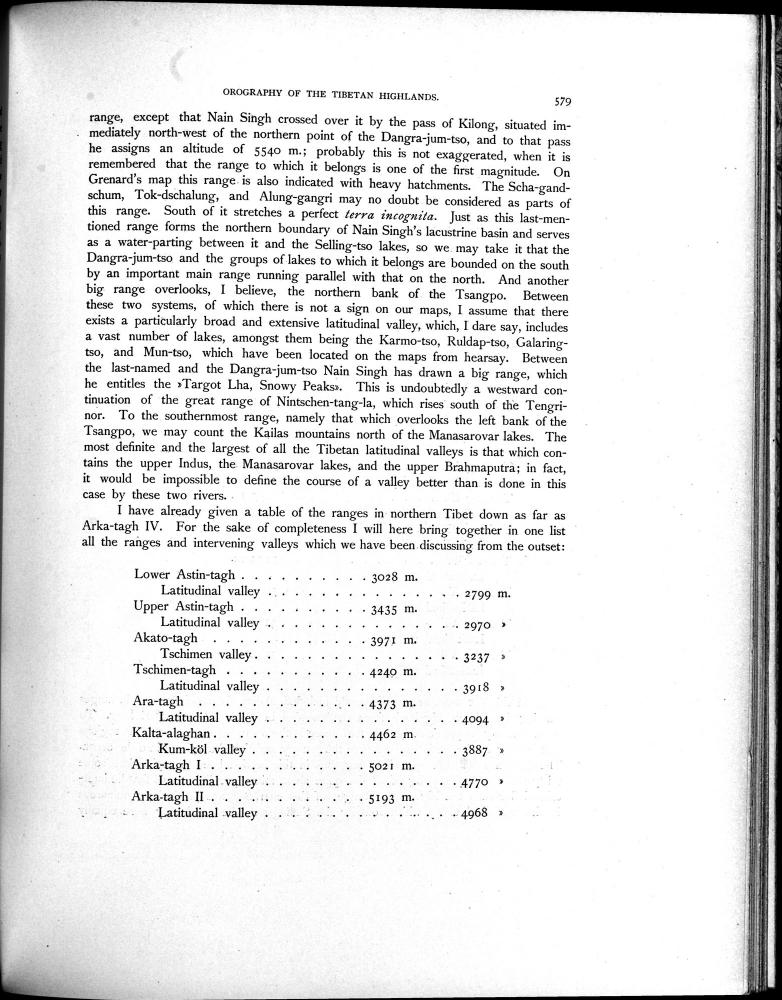 OROGRAPHY OF THE TIBETAN HIGHLANDS. 579
range, except that Nain Singh crossed over it by the pass of Kilong, situated im-
mediately north-west of the northern point of the Dangra-jum-tso, and to that pass
he assigns an altitude of 5540 m.; probably this is not exaggerated, when it is
remembered that the range to which it belongs is one of the first magnitude. On
Grenard's map this range is also indicated with heavy hatchments. The Scha-gand-
schum, Tok-dschalung, and Alung-gangri may no doubt be considered as parts of
this range. South of it stretches a perfect terra incognita. Just as this last-men-
tioned range forms the northern boundary of Nain Singh's lacustrine basin and serves
as a water-parting between it and the Selling-tso lakes, so we may take it that the
Dangra-jum-tso and the groups of lakes to which it belongs are bounded on the south
by an important main range running parallel with that on the north. And another
big range overlooks, I believe, the northern bank of the Tsangpo. Between
these two systems, of which there is not a sign on our maps, I assume that there
exists a particularly broad and extensive latitudinal valley, which, I dare say, includes
a vast number of lakes, amongst them being the Karmo-tso, Ruldap-tso, Galaring-
tso, and Mun-tso, which have been located on the maps from hearsay. Between
the last-named and the Dangra-jum-tso Nain Singh has drawn a big range, which
he entitles the »Targot Lha, Snowy Peaks». This is undoubtedly a westward con-
tinuation of the great range of Nintschen-tang-la, which rises south of the Tengri-
nor. To the southernmost range, namely that which overlooks the left bank of the
Tsangpo, we may count the Kailas mountains north of the Manasarovar lakes. The
most definite and the largest of all the Tibetan latitudinal valleys is that which con-
tains the upper Indus, the Manasarovar lakes, and the upper Brahmaputra; in fact,
it would be impossible to define the course of a valley better than is done in this
case by these two rivers.
I have already given a table of the ranges in northern Tibet down as far as
Arka-tagh IV. For the sake of completeness I will here bring together in one list
all the ranges and intervening valleys which we have been discussing from the outset:
Lower Astin-tagh . . . . . . . . . . 3028 m.
Latitudinal valley . . . . . . . . . . . . . . . 2799 m.
Upper Astin-tagh . . . . . . . . . . 3435 m.
Latitudinal valley . . . . . . . . . . . . . . . 2970 »
Akato-tagh . . . . . . . . . . . . 3971 m.
Tschimen valley . . . . . . . . . . . . . . . . 3237 »
Tschimen-tagh . . . . . . . . . . . 4240 m.
Latitudinal valley . . . . . . . . . . . . . . . 3918 »
Ara-tagh . . . . . . . . . . . . . 4373 m.
Latitudinal valley . . . . . . . . . . . . . . . 4094 »
Kalta-alaghan . . . . . . . . . . . . 4462 m
Kum-köl valley . . . . . . . . . . . . . . . . 3887 »
Arka-tagh I . . . . . . . . . . . . 5021 m.
Latitudinal valley . . . . . . . . . . . . . . . 4770 »
Arka-tagh II . . . . . . . . . . . . 5193 m.
Latitudinal valley . . . . . . . . . . . . . . . 4968 »